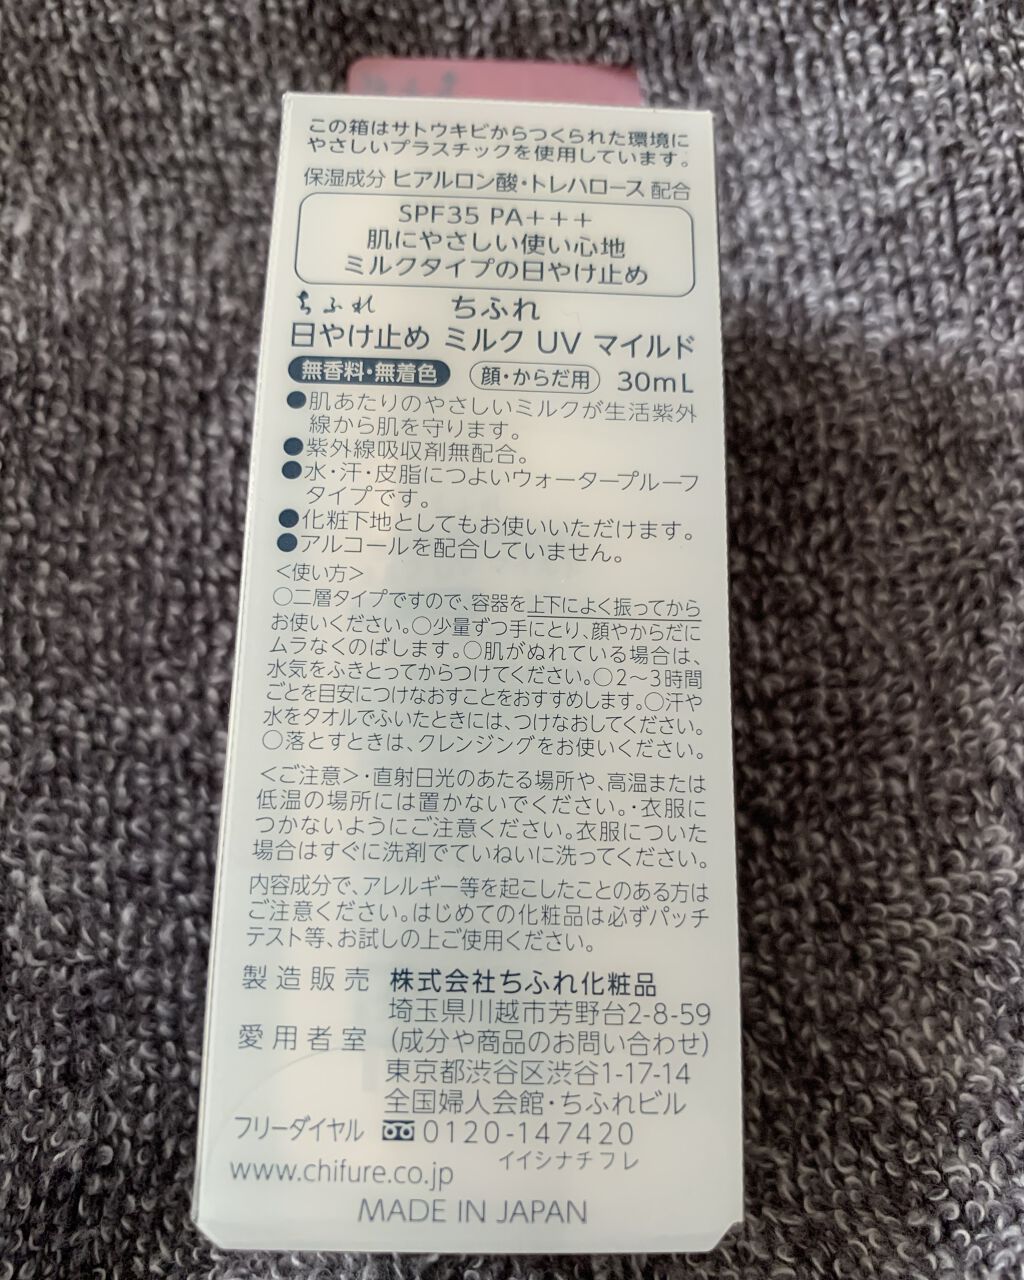 この箱はサトウキビからつくられた環境に
やさしいプラスチックを使用しています。
保湿成分 ヒアルロン酸・トレハロース 配合
SPF35 PA+++
肌にやさしい使い心地
ミルクタイプの日やけ止め
ちふれ ちふれ
日やけ止め ミルク UV マイルド
無香料・無着色 顔・からだ用 30mL
●肌あたりのやさしいミルクが生活紫外
線から肌を守ります。
●紫外線吸収剤無配合。
●水・汗・皮脂につよいウォータープルーフ
タイプです。
●化粧下地としてもお使いいただけます。
●アルコールを配合していません。
＜使い方＞
○二層タイプですので、容器を上下によく振ってから
お使いください。○少量ずつ手にとり、顔やからだに
ムラなくのばします。○肌がぬれている場合は、
水気をふきとってからつけてください。○2～3時間
ごとを目安につけなおすことをおすすめします。○汗や
水をタオルでふいたときには、つけなおしてください。
○落とすときは、クレンジングをお使いください。
＜ご注意＞・直射日光のあたる場所や、高温または
低温の場所には置かないでください。・衣服に
つかないようにご注意ください。衣服についた
場合はすぐに洗剤でていねいに洗ってください。
内容成分で、アレルギー等を起こしたことのある方は
ご注意ください。はじめての化粧品は必ずパッチ
テスト等、お試しの上ご使用ください。
製造販売 株式会社ちふれ化粧品
埼玉県川越市芳野台2-8-59
愛用者室 (成分や商品のお問い合わせ)
東京都渋谷区渋谷1-17-14
全国婦人会館・ちふれビル
フリーダイヤル 0120-147420
イイシナチフレ
www.chifure.co.jp
MADE IN JAPAN